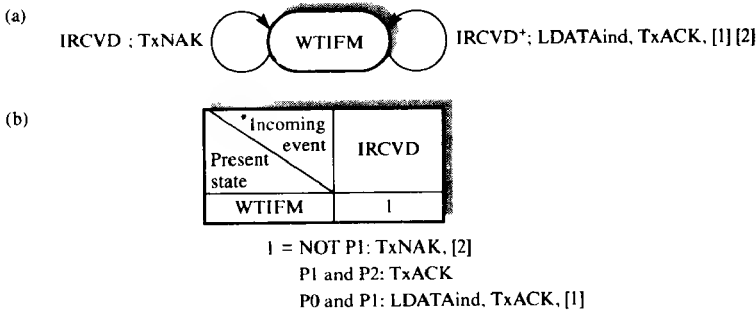 (a)
IRCVD ; TxNAK
WTIFM
IRCVD+; LDATAind, TxACK, [1] [2]
(b)
Incoming
event
IRCVD
Present
state
WTIFM
1
1 = NOT P1: TxNAK, [2]
P1 and P2: TxACK
P0 and P1: LDATAind, TxACK, [1]